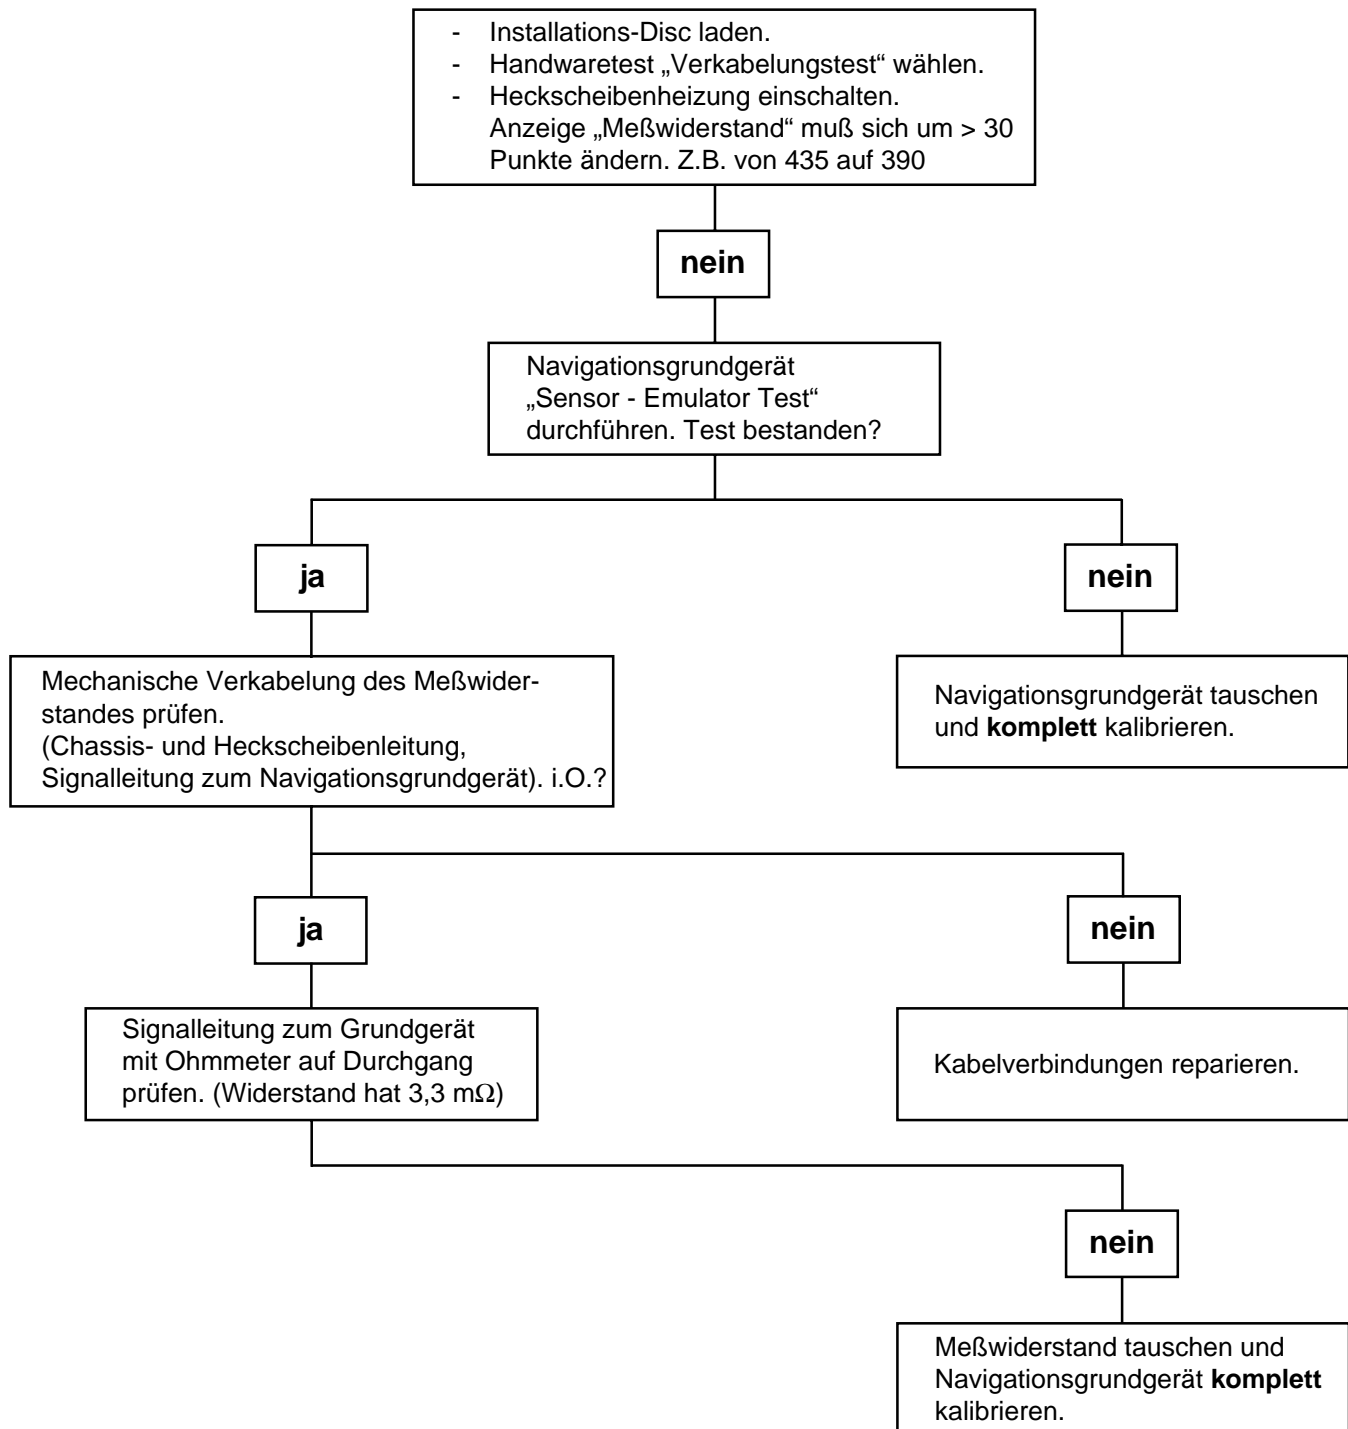 - Installations-Disc laden.
- Handwaretest „Verkabelungstest“ wählen.
- Heckscheibenheizung einschalten.
Anzeige „Meßwiderstand“ muß sich um > 30
Punkte ändern. Z.B. von 435 auf 390
nein
Navigationsgrundgerät
„Sensor - Emulator Test“
durchführen. Test bestanden?
ja
nein
Mechanische Verkabelung des Meßwider-
standes prüfen.
(Chassis- und Heckscheibenleitung,
Signalleitung zum Navigationsgrundgerät). i.O.?
Navigationsgrundgerät tauschen
und komplett kalibrieren.
ja
nein
Signalleitung zum Grundgerät
mit Ohmmeter auf Durchgang
prüfen. (Widerstand hat 3,3 mΩ)
Kabelverbindungen reparieren.
nein
Meßwiderstand tauschen und
Navigationsgrundgerät komplett
kalibrieren.